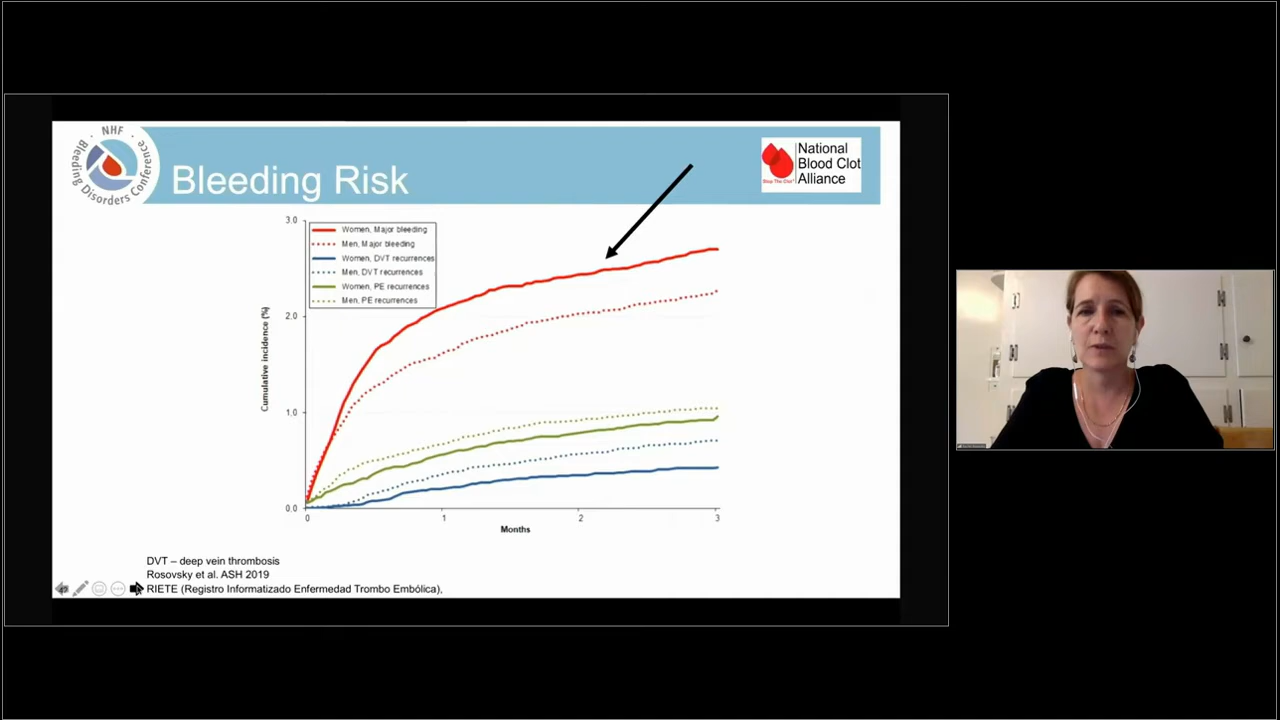 NHF
Bleeding Disorders Conference
Bleeding Risk
National
Blood Clot
Alliance
Stop The Clot
3.0
2.0
1.0
0.0
Cumulative incidence (%)
Women, Major bleeding
Men, Major bleeding
Women, DVT recurrences
Men, DVT recurrences
Women, PE recurrences
Men, PE recurrences
0
1
2
3
Months
DVT – deep vein thrombosis
Rosovsky et al. ASH 2019
RIETE (Registro Informatizado Enfermedad Trombo Embólica),